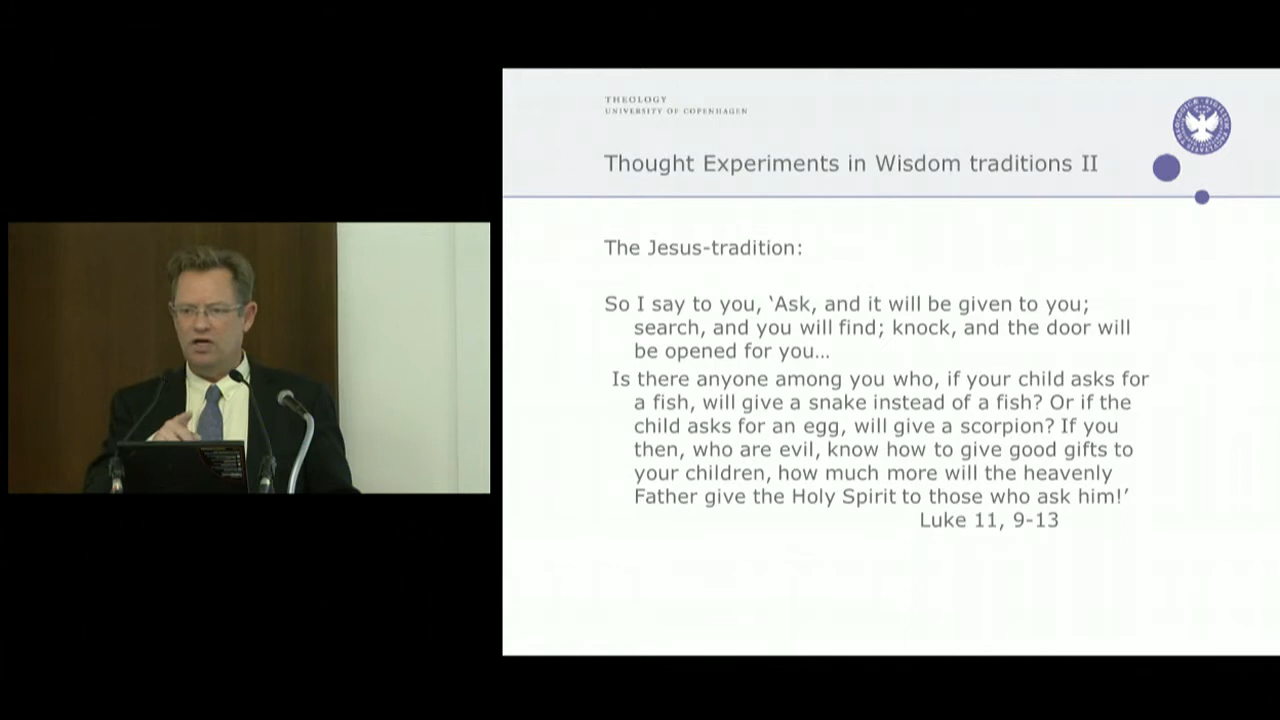 THEOLOGY
UNIVERSITY OF COPENHAGEN
Thought Experiments in Wisdom traditions II
The Jesus-tradition:
So I say to you, ‘Ask, and it will be given to you;
search, and you will find; knock, and the door will
be opened for you…
Is there anyone among you who, if your child asks for
a fish, will give a snake instead of a fish? Or if the
child asks for an egg, will give a scorpion? If you
then, who are evil, know how to give good gifts to
your children, how much more will the heavenly
Father give the Holy Spirit to those who ask him!’
Luke 11, 9-13